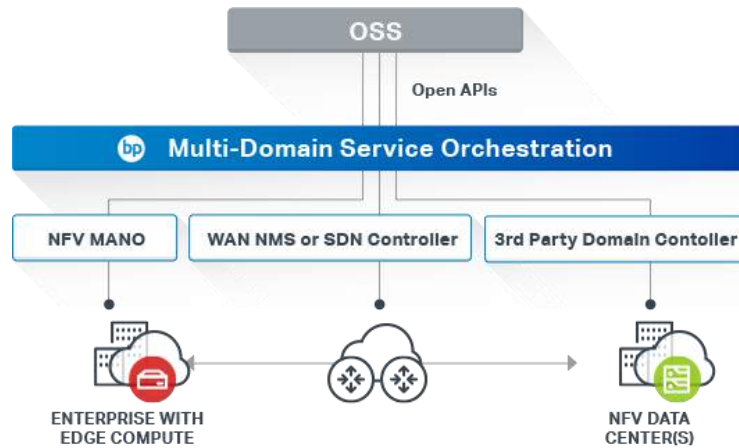 OSS
Open APIs
bp Multi-Domain Service Orchestration
NFV MANO
WAN NMS or SDN Controller
3rd Party Domain Contoller
ENTERPRISE WITH
EDGE COMPUTE
NFV DATA
CENTER(S)